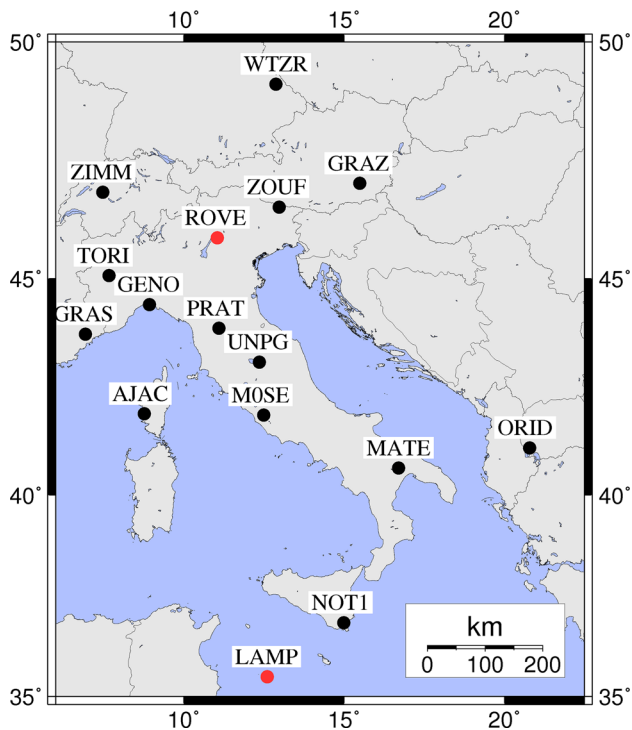 10˚ 15˚ 20˚
50˚ 50˚
WTZR
GRAZ
ZIMM
ZOUF
ROVE
TORI
45˚ 45˚
GENO
PRAT
GRAS
UNPG
AJAC
M0SE
ORID
MATE
40˚ 40˚
NOT1
km
0 100 200
LAMP
35˚ 35˚
10˚ 15˚ 20˚